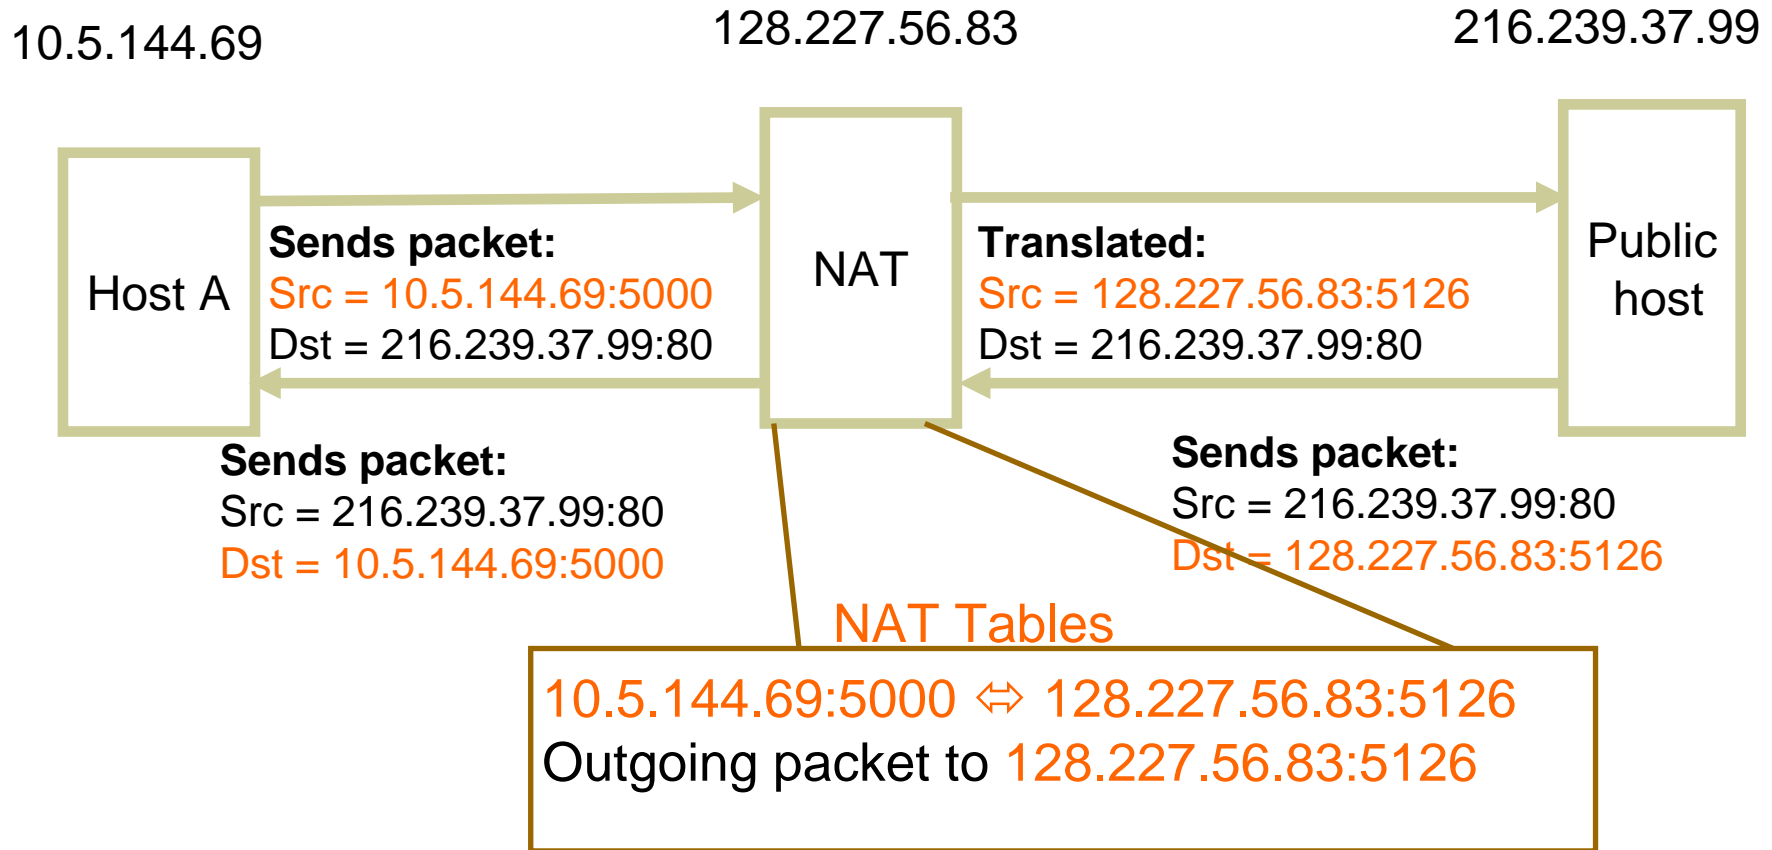 10.5.144.69
128.227.56.83
216.239.37.99
Host A
Sends packet:
Src = 10.5.144.69:5000
Dst = 216.239.37.99:80
NAT
Translated:
Src = 128.227.56.83:5126
Dst = 216.239.37.99:80
Public
host
Sends packet:
Src = 216.239.37.99:80
Dst = 10.5.144.69:5000
Sends packet:
Src = 216.239.37.99:80
Dst = 128.227.56.83:5126
NAT Tables
10.5.144.69:5000 ⬄ 128.227.56.83:5126
Outgoing packet to 128.227.56.83:5126